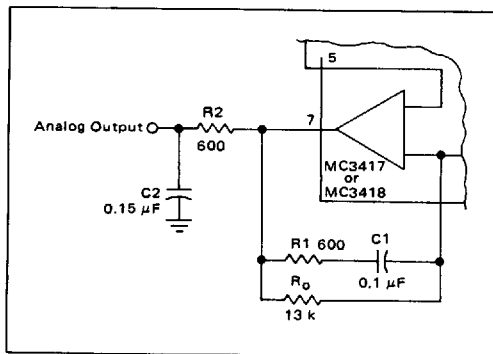 5
R2
7
Analog Output
600
MC3417
or
MC3418
C2
0.15 µF
R1 600
C1
0.1 µF
Ro
13 k